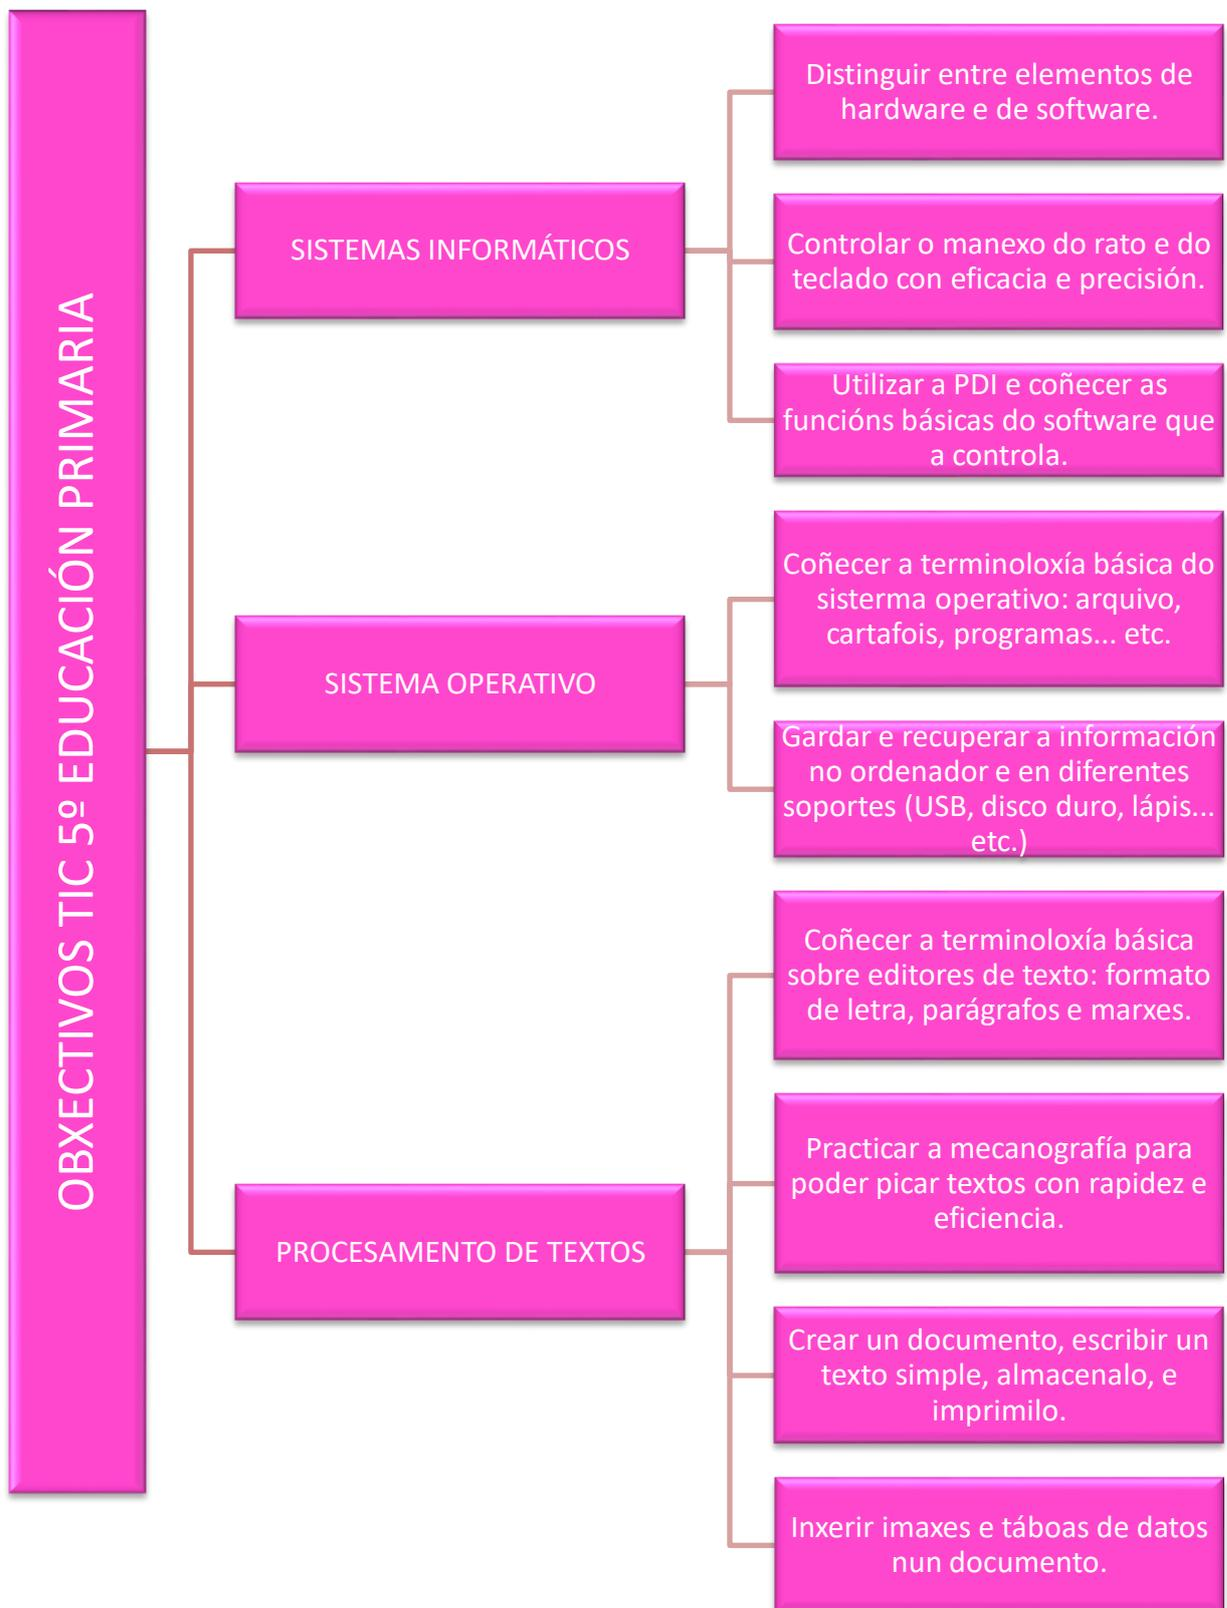 OBXECTIVOS TIC 5º EDUCACIÓN PRIMARIA
SISTEMAS INFORMÁTICOS
Distinguir entre elementos de
hardware e de software.
Controlar o manexo do rato e do
teclado con eficacia e precisión.
Utilizar a PDI e coñecer as
funcións básicas do software que
a controla.
SISTEMA OPERATIVO
Coñecer a terminoloxía básica do
sisterma operativo: arquivo,
cartafois, programas... etc.
Gardar e recuperar a información
no ordenador e en diferentes
soportes (USB, disco duro, lápis...
etc.)
PROCESAMENTO DE TEXTOS
Coñecer a terminoloxía básica
sobre editores de texto: formato
de letra, parágrafos e marxes.
Practicar a mecanografía para
poder picar textos con rapidez e
eficiencia.
Crear un documento, escribir un
texto simple, almacenalo, e
imprimilo.
Inxerir imaxes e táboas de datos
nun documento.